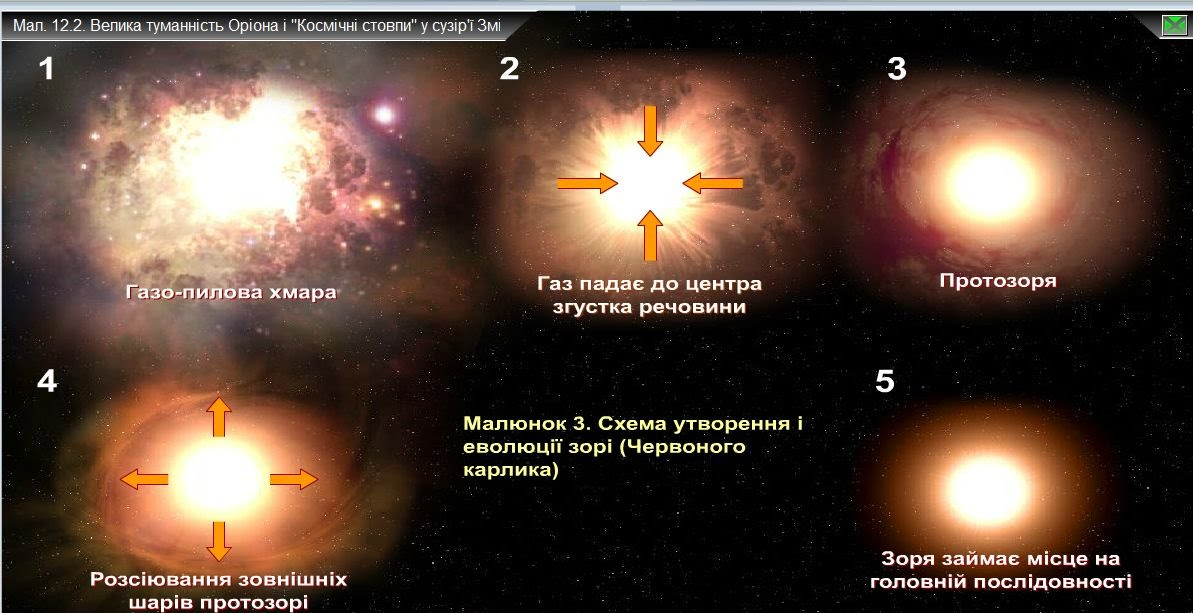 Мал. 12.2. Велика туманність Оріона і "Космічні стовпи" у сузір'ї Змі
1
2
3
Газо-пилова хмара
Газ падає до центра
згустка речовини
Протозоря
4
5
Малюнок 3. Схема утворення і
еволюції зорі (Червоного
карлика)
Розсіювання зовнішніх
шарів протозорі
Зоря займає місце на
головній послідовності